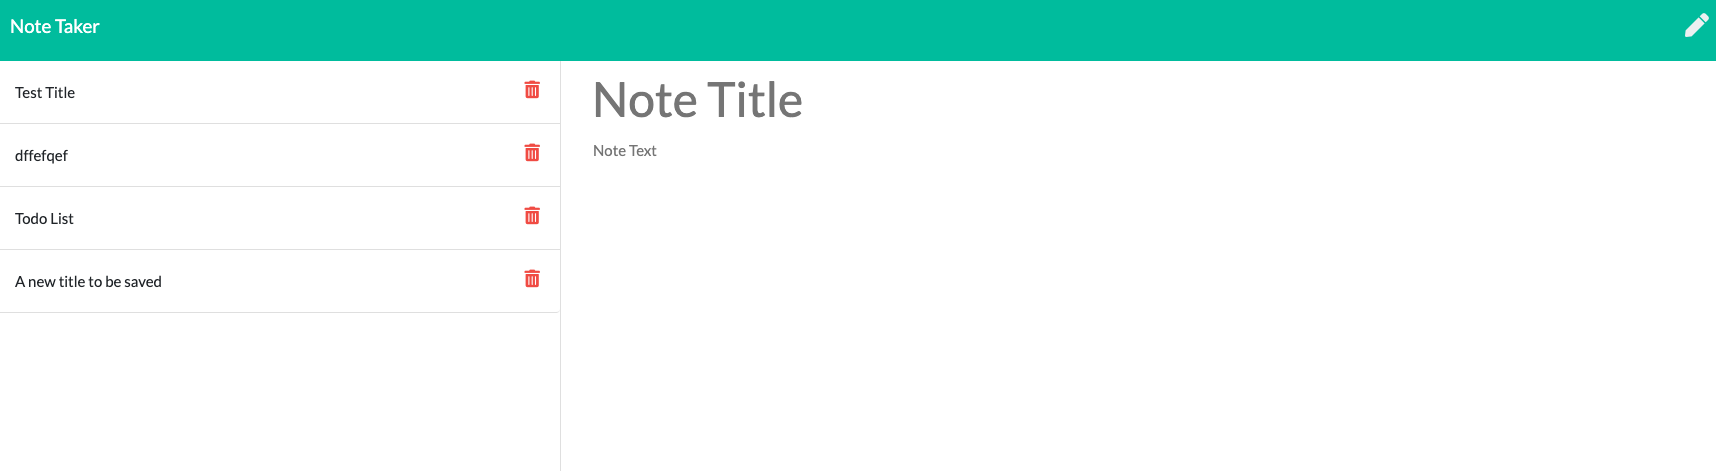 Note Taker
Test Title
dffefqef
Todo List
A new title to be saved
Note Title
Note Text